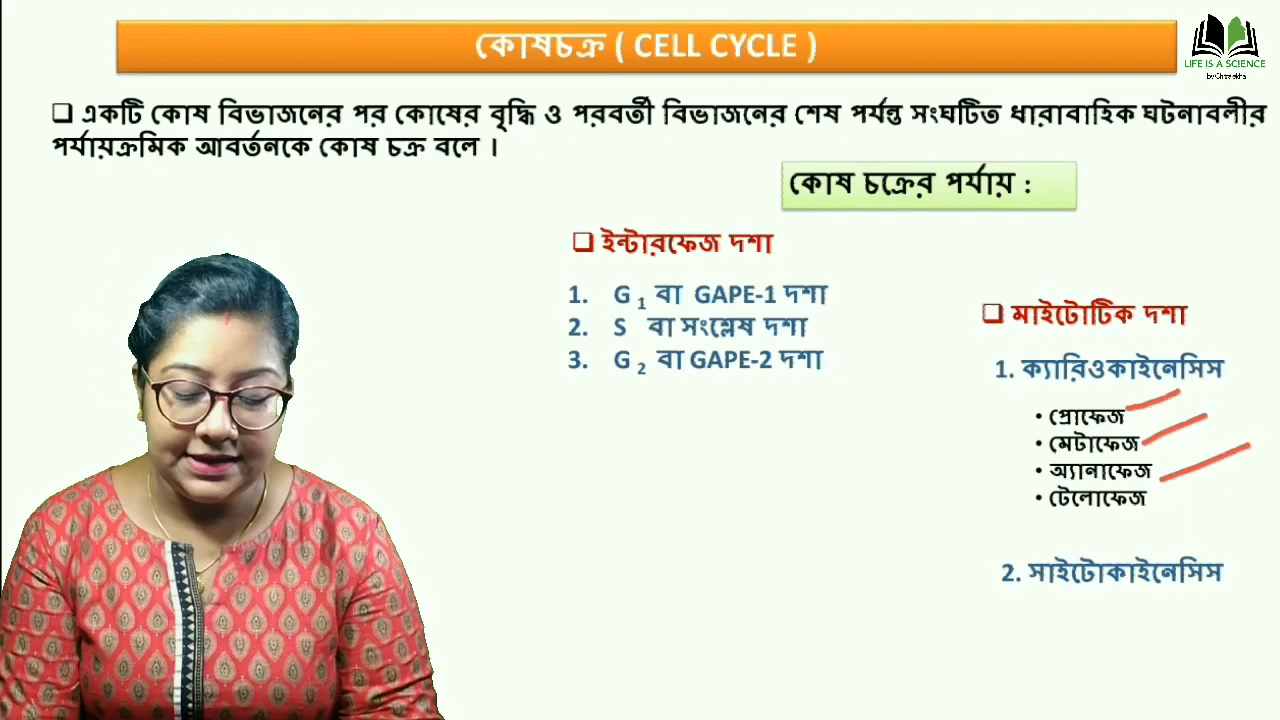 কোষচক্র ( CELL CYCLE )
LIFE IS A SCIENCE
❑ একটি কোষ বিভাজনের পর কোষের বৃদ্ধি ও পরবর্তী বিভাজনের শেষ পর্যন্ত সংঘটিত ধারাবাহিক ঘটনাবলীর
পর্যায়ক্রমিক আবর্তনকে কোষ চক্র বলে ।
কোষ চক্রের পর্যায় :
❑ ইন্টারফেজ দশা
1. G 1 বা GAPE-1 দশা
2. S বা সংশ্লেষ দশা
3. G 2 বা GAPE-2 দশা
❑ মাইটোটিক দশা
1. ক্যারিওকাইনেসিস
• প্রোফেজ
• মেটাফেজ
• অ্যানাফেজ
• টেলোফেজ
2. সাইটোকাইনেসিস